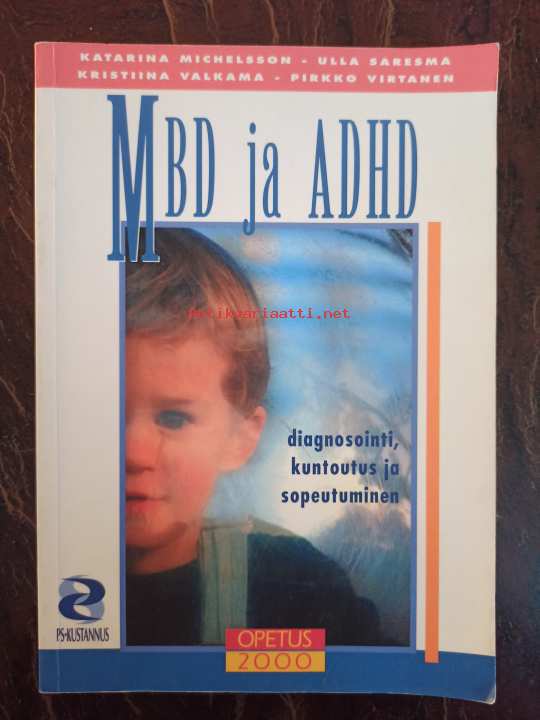 KATARINA MICHELSSON - ULLA SARESMA
KRISTIINA VALKAMA - PIRKKO VIRTANEN
MBD ja ADHD
antikvariaatti.net
diagnosointi,
kuntoutus ja
sopeutuminen
PS-KUSTANNUS
OPETUS
2000